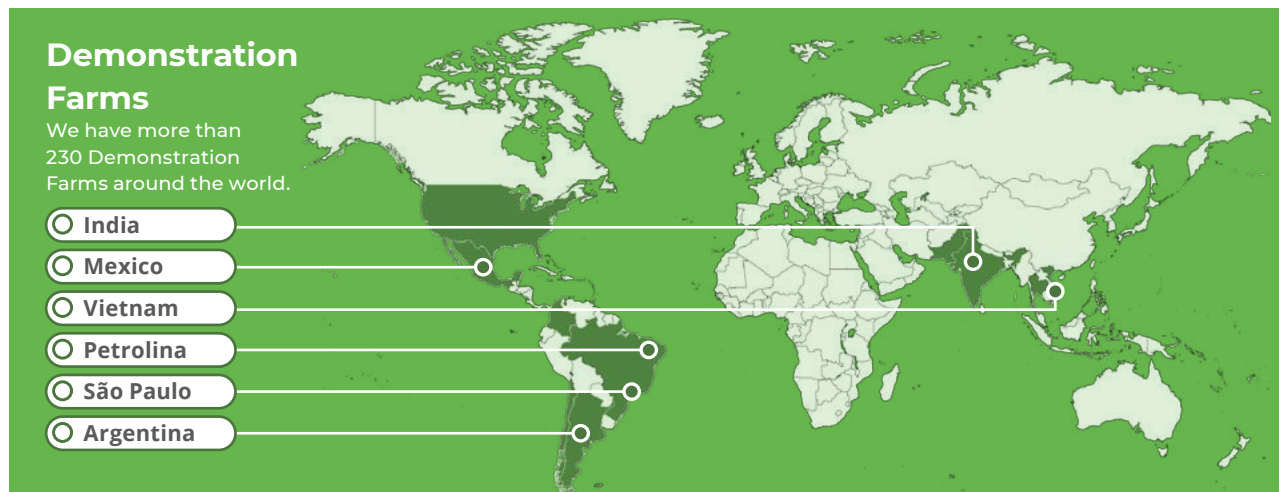 Demonstration
Farms
We have more than
230 Demonstration
Farms around the world.
India
Mexico
Vietnam
Petrolina
São Paulo
Argentina